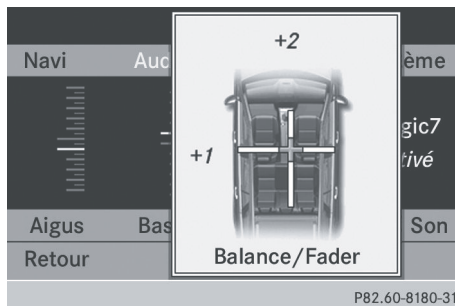 +2
Navi Aud ème
gic7
+1 tivé
Aigus Bas Son
Balance/Fader
Retour
P82.60-8180-31